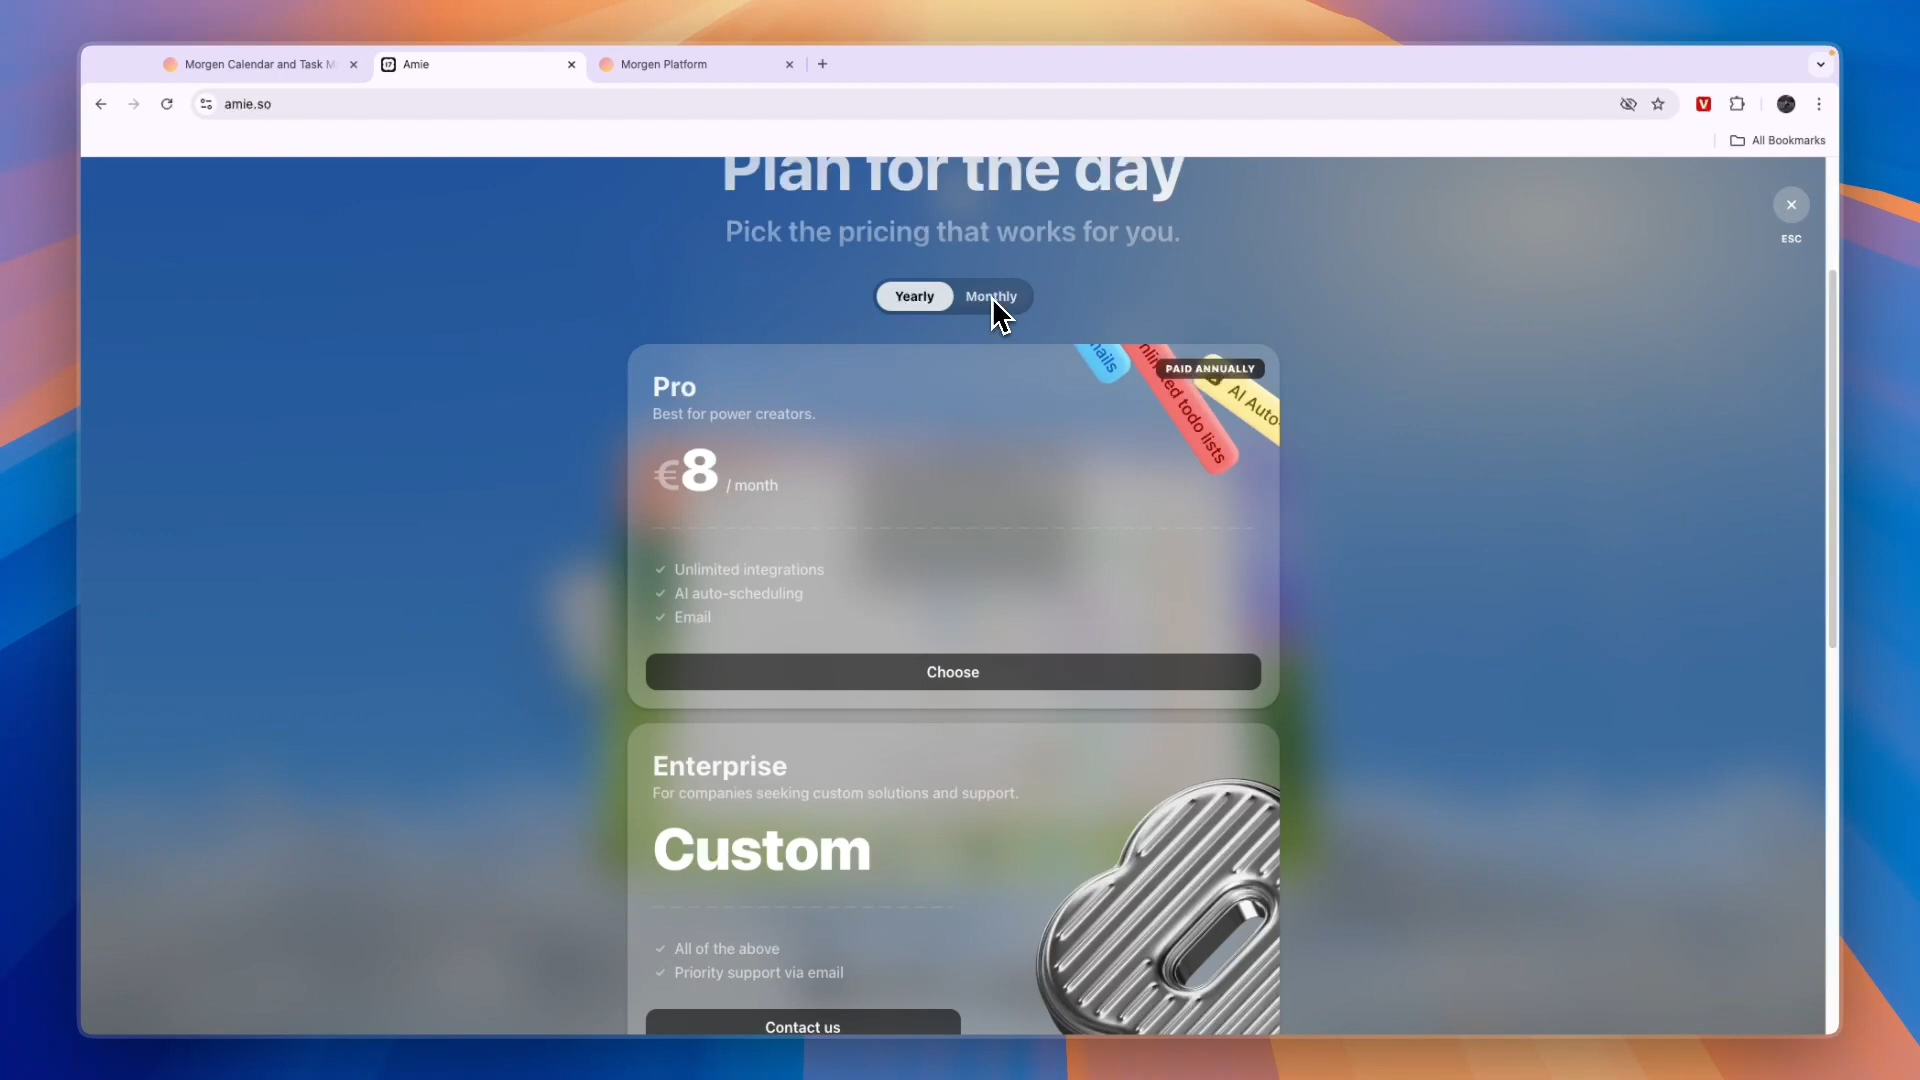 Morgen Calendar and Task M
Amie
Morgen Platform
amie.so
All Bookmarks
Plan for the day
Pick the pricing that works for you.
ESC
Yearly
Monthly
PAID ANNUALLY
Pro
Best for power creators.
€8 / month
todo lists
AI Auto
Unlimited integrations
AI auto-scheduling
Email
Choose
Enterprise
For companies seeking custom solutions and support.
Custom
All of the above
Priority support via email
Contact us